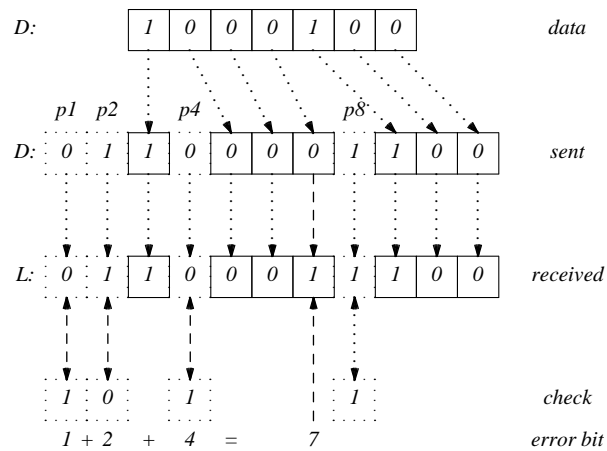 D: 1 0 0 0 1 0 0 data
p1 p2 p4 p8
D: 0 1 1 0 0 0 0 1 1 0 0 sent
L: 0 1 1 0 0 0 1 1 1 0 0 received
1 0 1 1 check
1 + 2 + 4 = 7 error bit